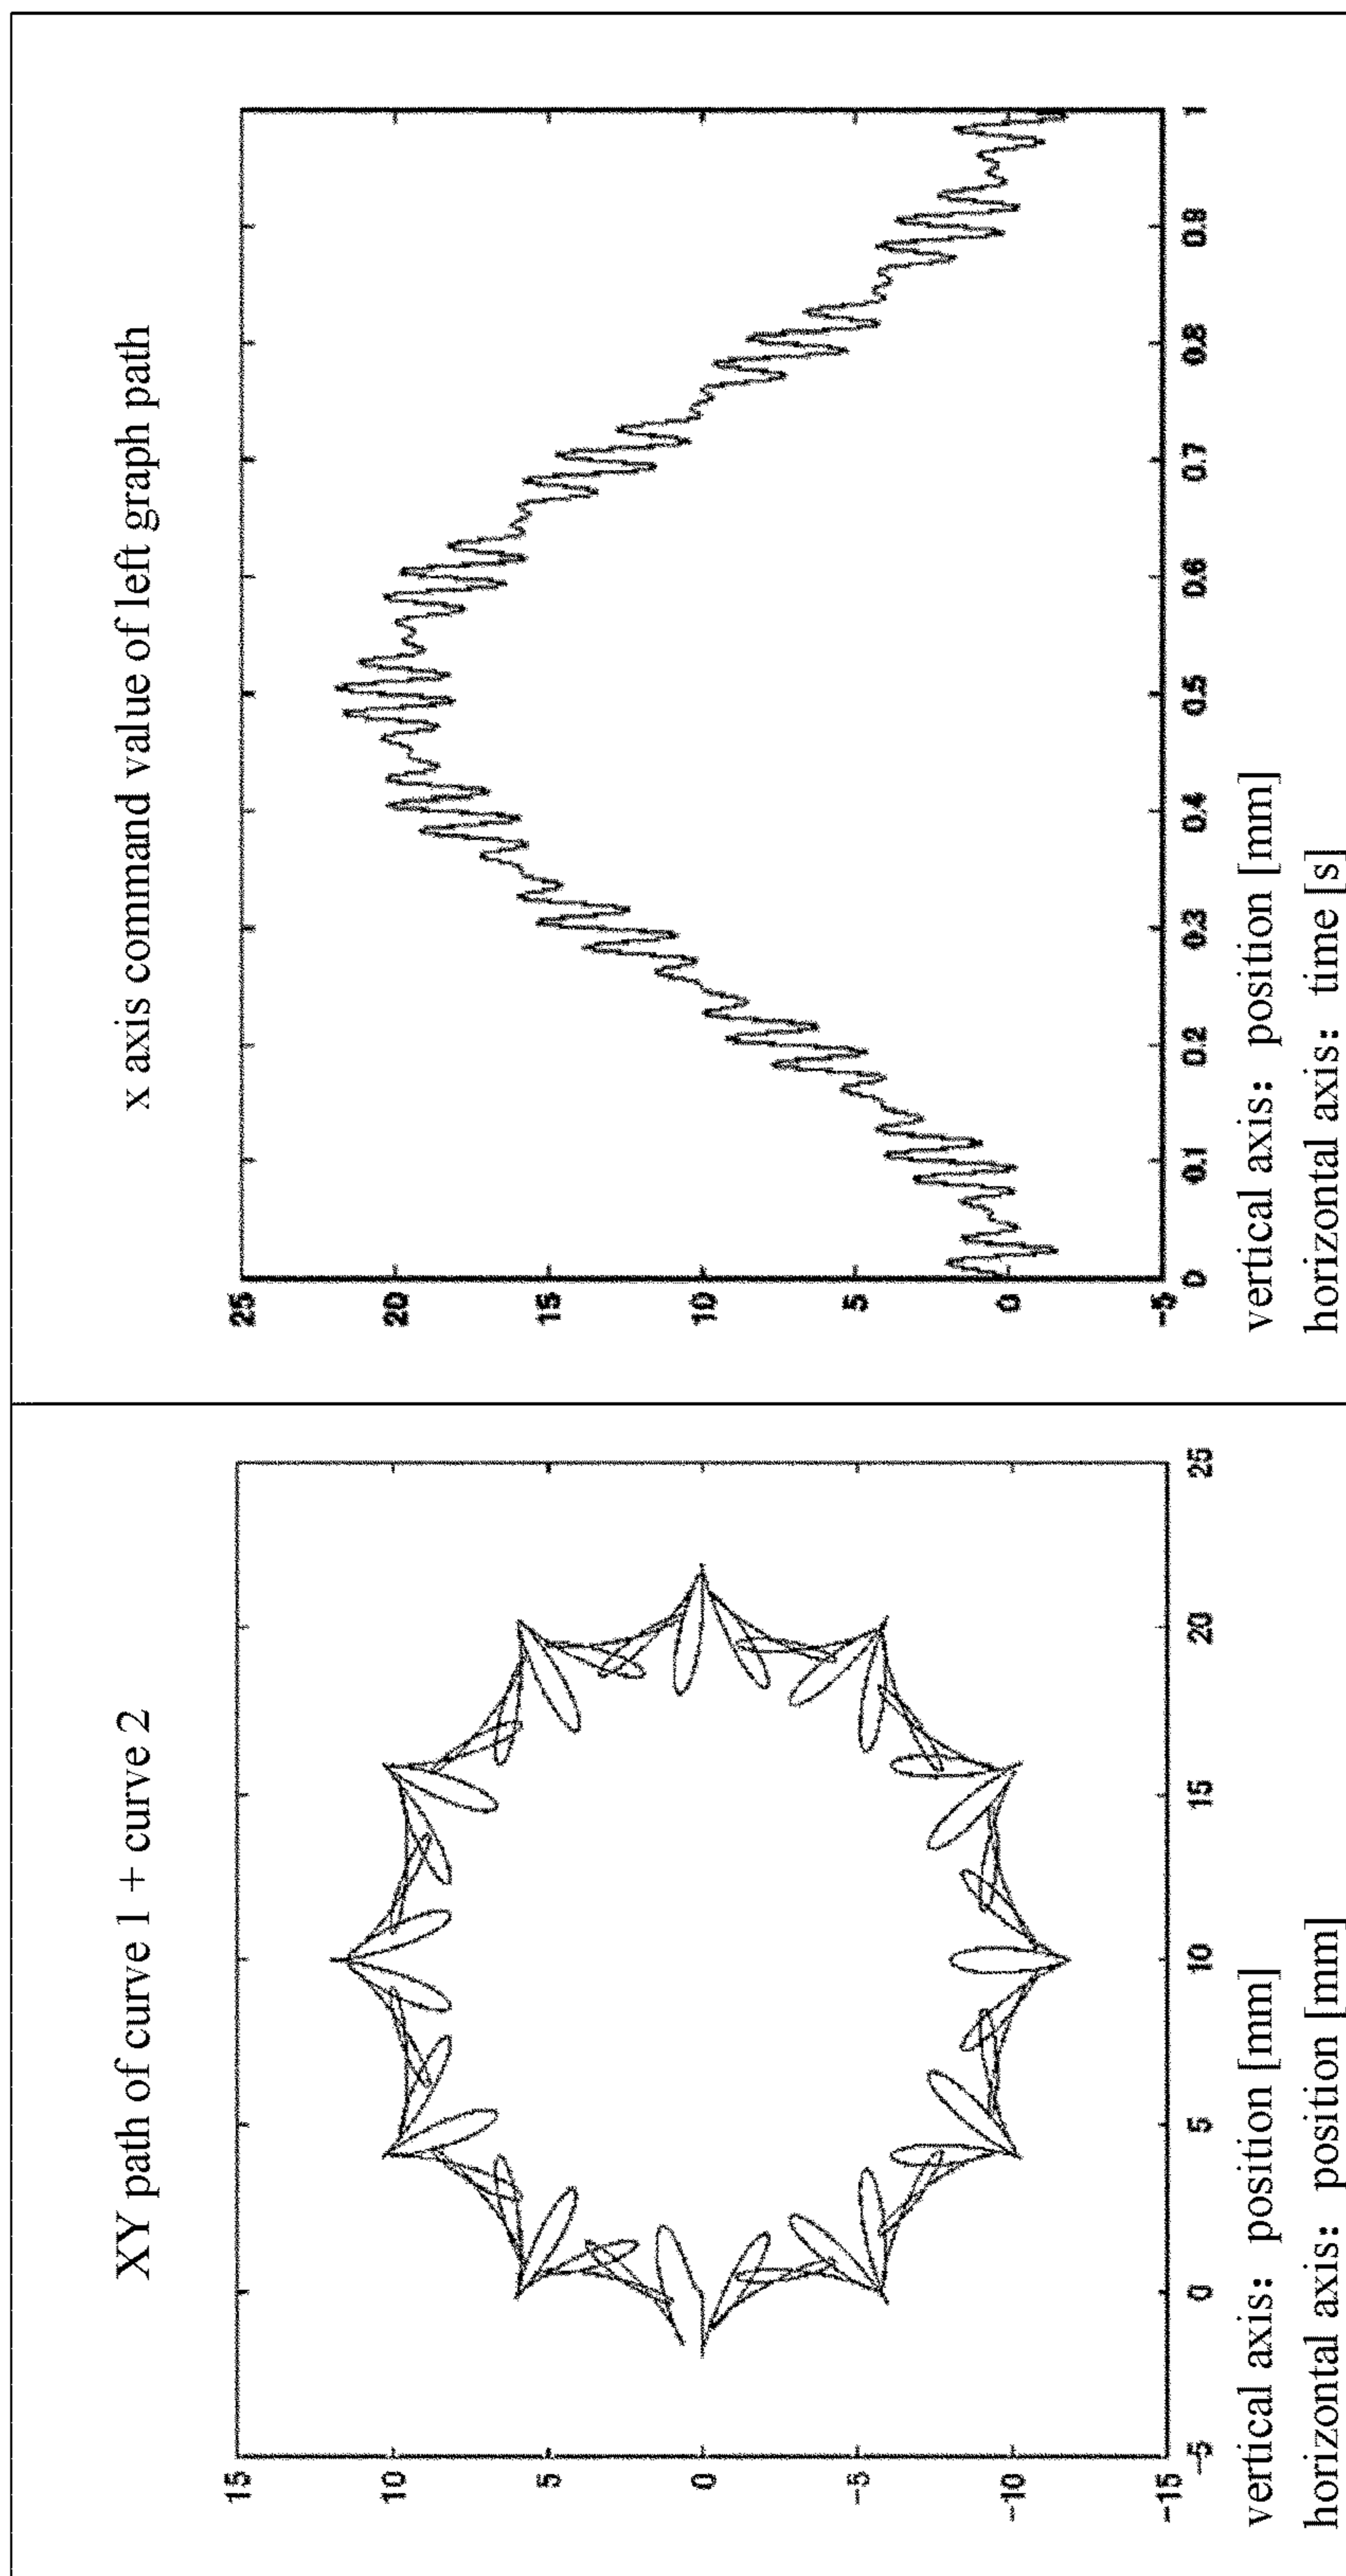 XY path of curve 1 + curve 2
15
10
5
0
-5
-10
-15
-5 0 5 10 15 20 25
vertical axis: position [mm]
horizontal axis: position [mm]
x axis command value of left graph path
25
20
15
10
5
0
-5
0 0.1 0.2 0.3 0.4 0.5 0.6 0.7 0.8 0.9 1
vertical axis: position [mm]
horizontal axis: time [s]